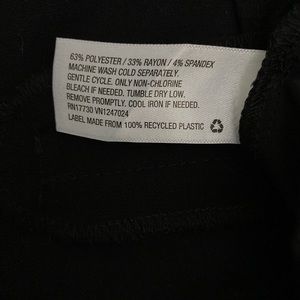 63% POLYESTER / 33% RAYON / 4% SPANDEX
MACHINE WASH COLD SEPARATELY.
GENTLE CYCLE. ONLY NON-CHLORINE
BLEACH IF NEEDED. TUMBLE DRY LOW.
REMOVE PROMPTLY. COOL IRON IF NEEDED.
RN17730 VN1247024
LABEL MADE FROM 100% RECYCLED PLASTIC